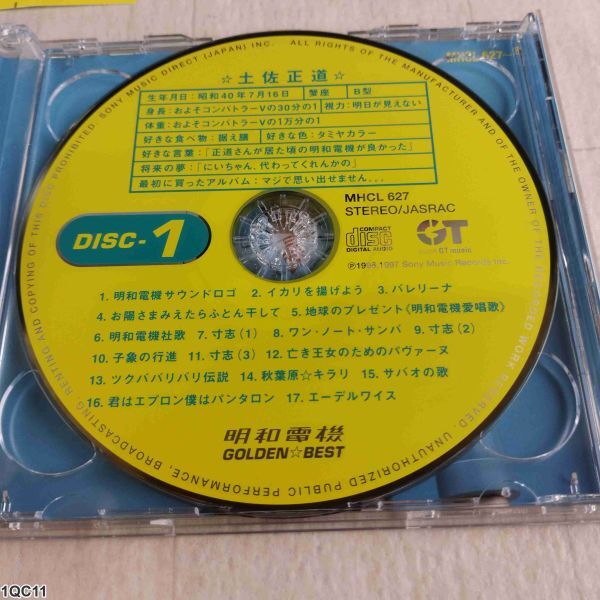 ALL RIGHTS OF THE MANUFACTURER AND OF THE OWNER OF THE RECORDED WORK RESERVED. UNAUTHORIZED PUBLIC PERFORMANCE, BROADCASTING, RENTING AND COPYING OF THIS DISC PROHIBITED. SONY MUSIC DIRECT (JAPAN) INC.
MHCL 627~
☆土佐正道☆
生年月日:昭和40年7月16日 蟹座 B型
身長:およそコンバトラーVの30分の1 視力:明日が見えない
体重:およそコンバトラーVの1万分の1
好きな食べ物:据え膳 好きな色:タミヤカラー
好きな言葉:「正道さんが居た頃の明和電機が良かった」
将来の夢:「にいちゃん、代わってくれんかの」
最初に買ったアルバム:マジで思い出せません...
MHCL 627
STEREO/JASRAC
DISC-1
COMPACT
disc
DIGITAL AUDIO
GT
GT music
Ⓟ1996,1997 Sony Music Records Inc.
1. 明和電機サウンドロゴ 2. イカリを揚げよう 3. バレリーナ
4. お陽さまみえたらふとん干して 5. 地球のプレゼント《明和電機愛唱歌》
6. 明和電機社歌 7. 寸志(1) 8. ワン・ノート・サンバ 9. 寸志(2)
10. 子象の行進 11. 寸志(3) 12. 亡き王女のためのパヴァーヌ
13. ツクババリバリ伝説 14. 秋葉原☆キラリ 15. サバオの歌
16. 君はエプロン僕はパンタロン 17. エーデルワイス
明和電機
GOLDEN☆BEST
1QC11